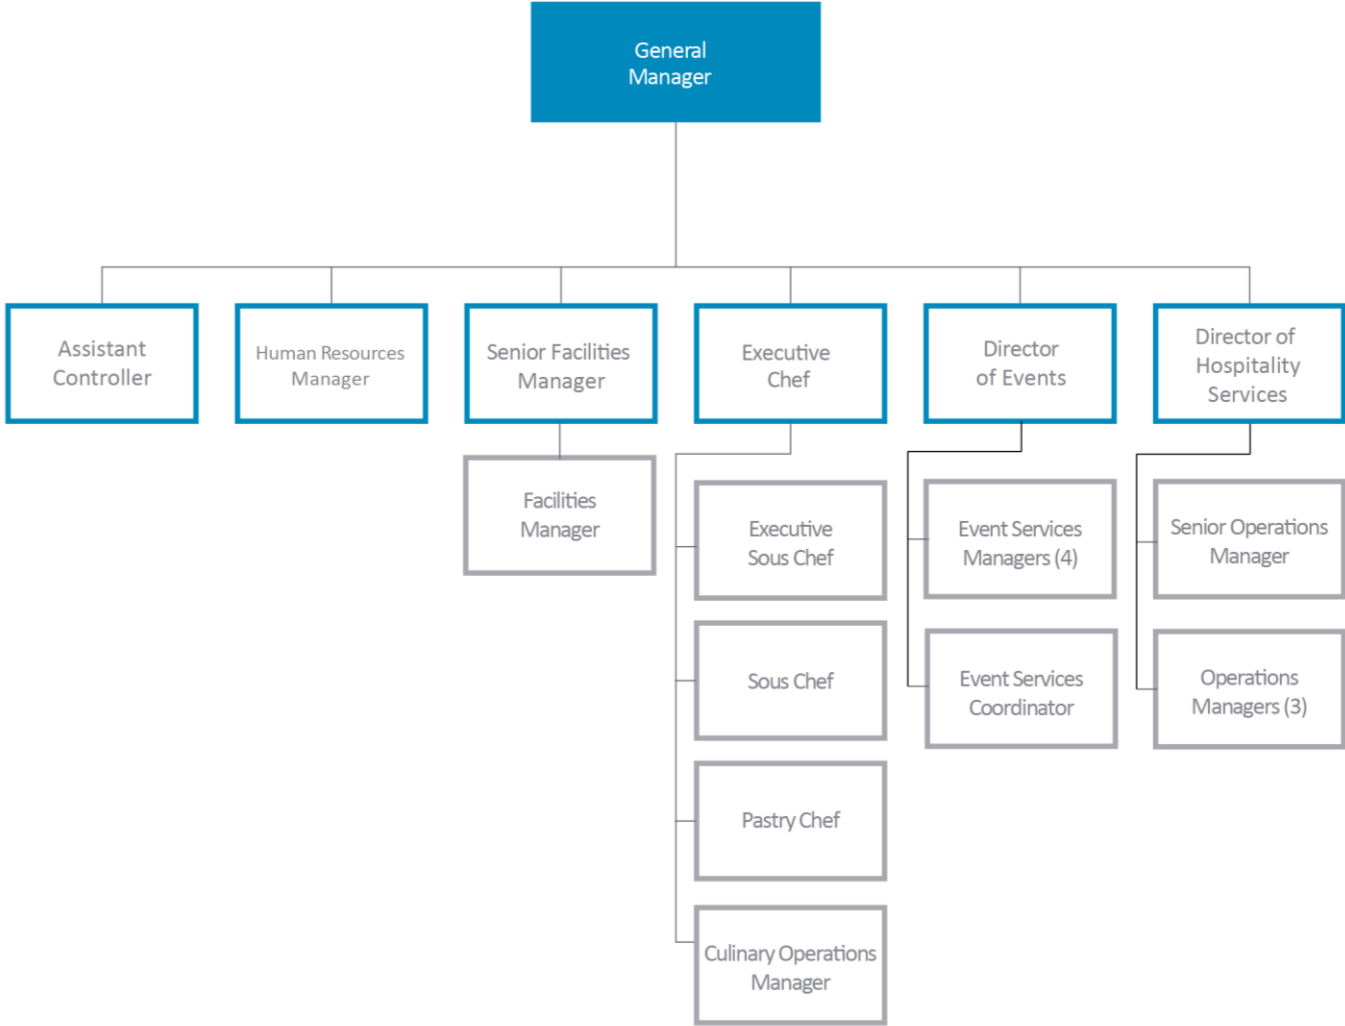 General
Manager
Assistant
Controller
Human Resources
Manager
Senior Facilities
Manager
Executive
Chef
Director
of Events
Director of
Hospitality
Services
Facilities
Manager
Executive
Sous Chef
Sous Chef
Pastry Chef
Culinary Operations
Manager
Event Services
Managers (4)
Event Services
Coordinator
Senior Operations
Manager
Operations
Managers (3)